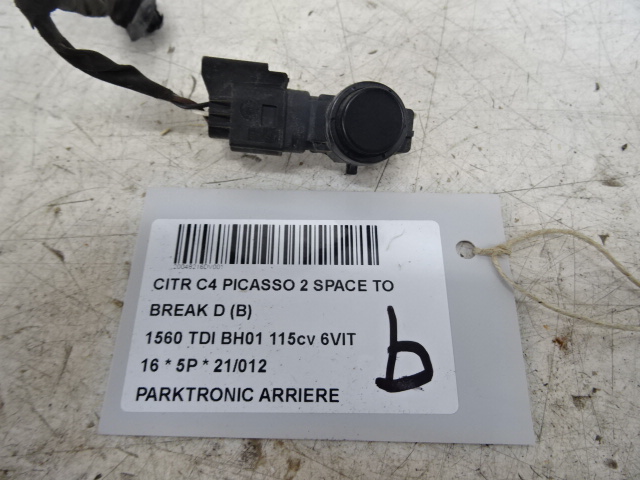 CITR C4 PICASSO 2 SPACE TO
BREAK D (B)
1560 TDI BH01 115cv 6VIT
16 * 5P * 21/012
PARKTRONIC ARRIERE
b